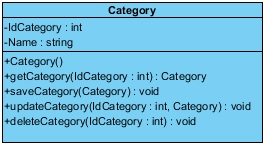 Category
-IdCategory : int
-Name : string
+Category()
+getCategory(IdCategory : int) : Category
+saveCategory(Category) : void
+updateCategory(IdCategory : int, Category) : void
+deleteCategory(IdCategory : int) : void